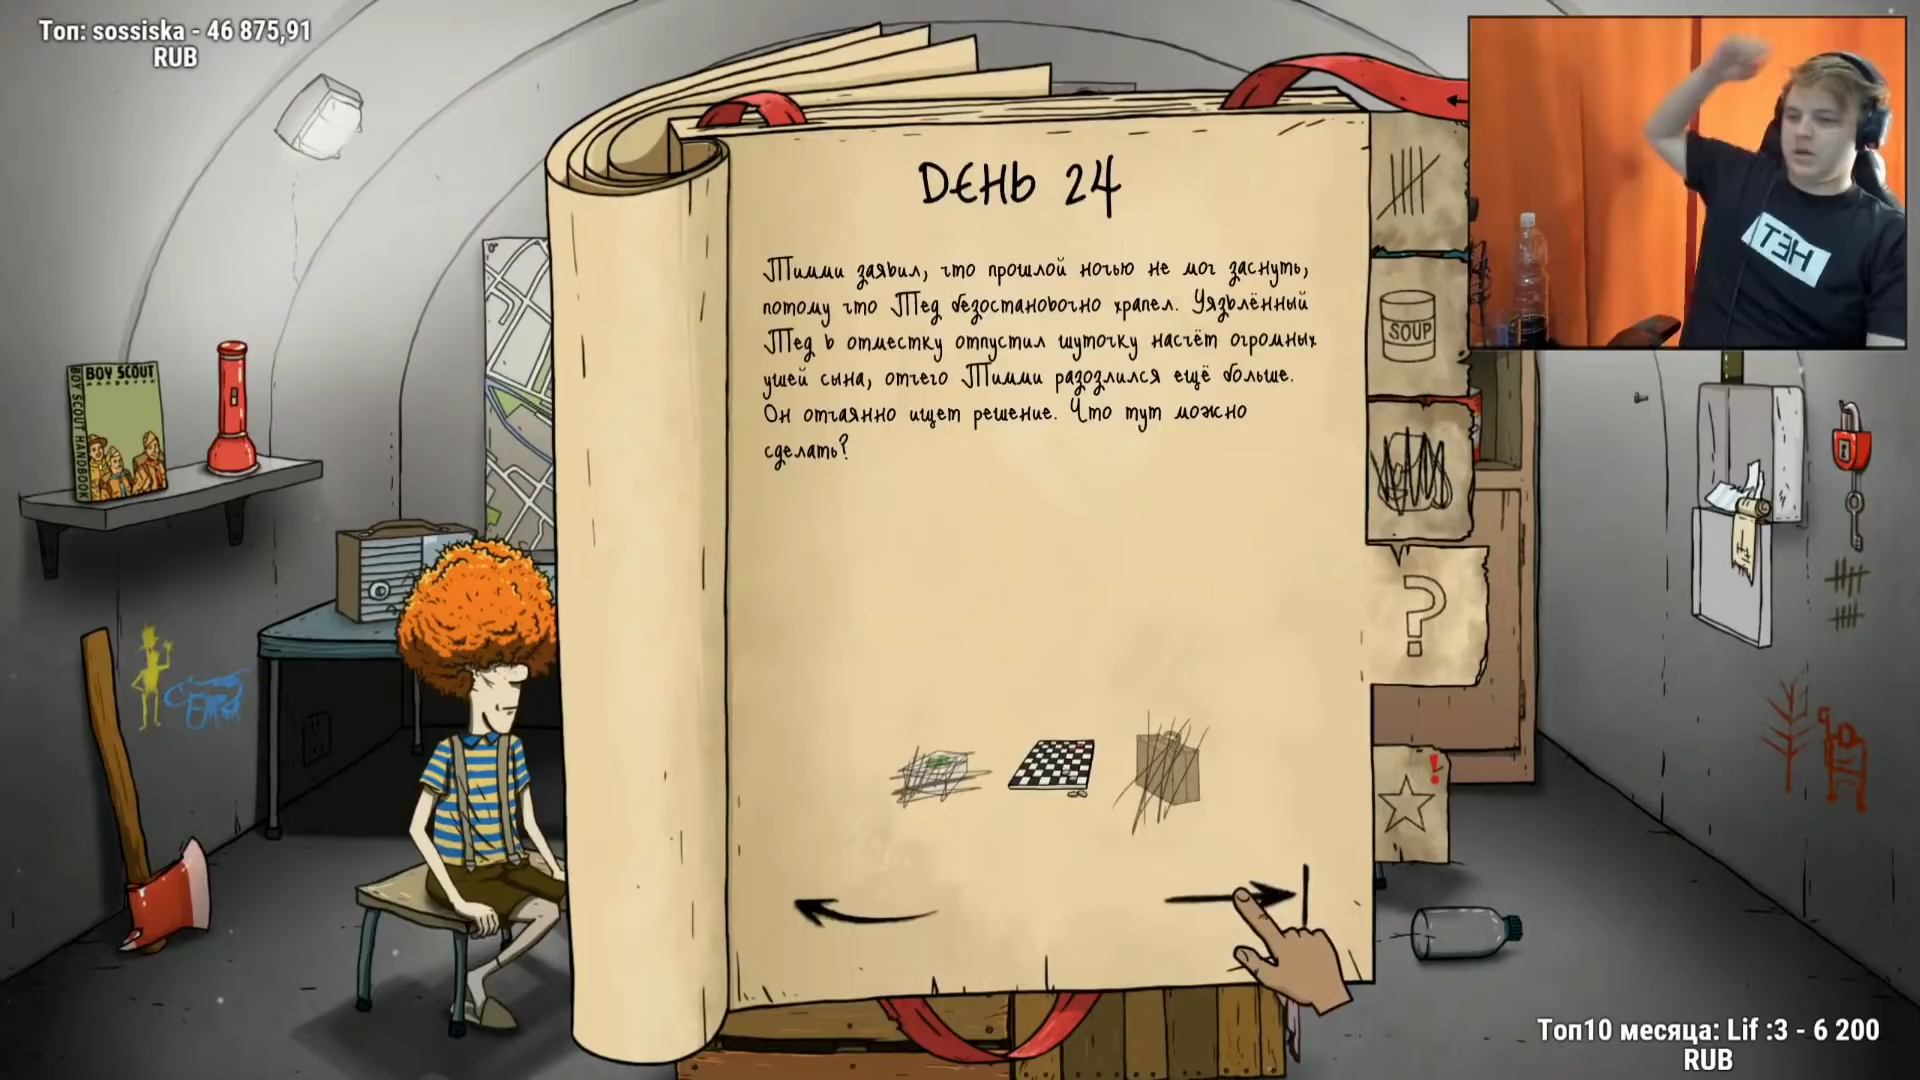 Топ: sossiska - 46 875,91
RUB
ДЕНЬ 24
Тимми заявил, что прошлой ночью не мог заснуть,
потому что Тед безостановочно храпел. Уязвлённый
Тед в отместку отпустил шуточку насчёт огромных
ушей сына, отчего Тимми разозлился ещё больше.
Он отчаянно ищет решение. Что тут можно
сделать?
SOUP
?
!
НЭТ
BOY SCOUT
BOY SCOUT HANDBOOK
Топ10 месяца: Lif :3 - 6 200
RUB